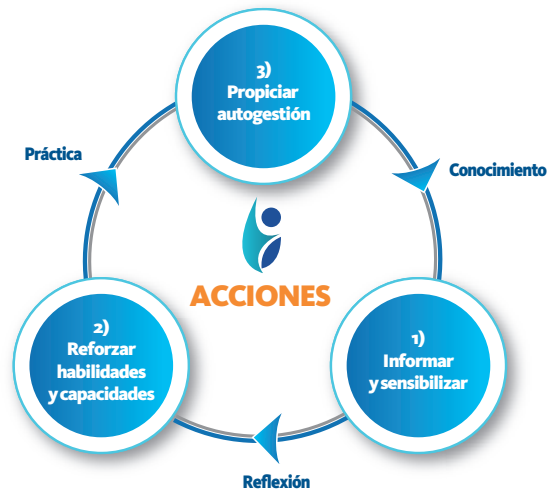 3)
Propiciar
autogestión
Práctica
Conocimiento
ACCIONES
2)
Reforzar
habilidades
y capacidades
1)
Informar
y sensibilizar
Reflexión